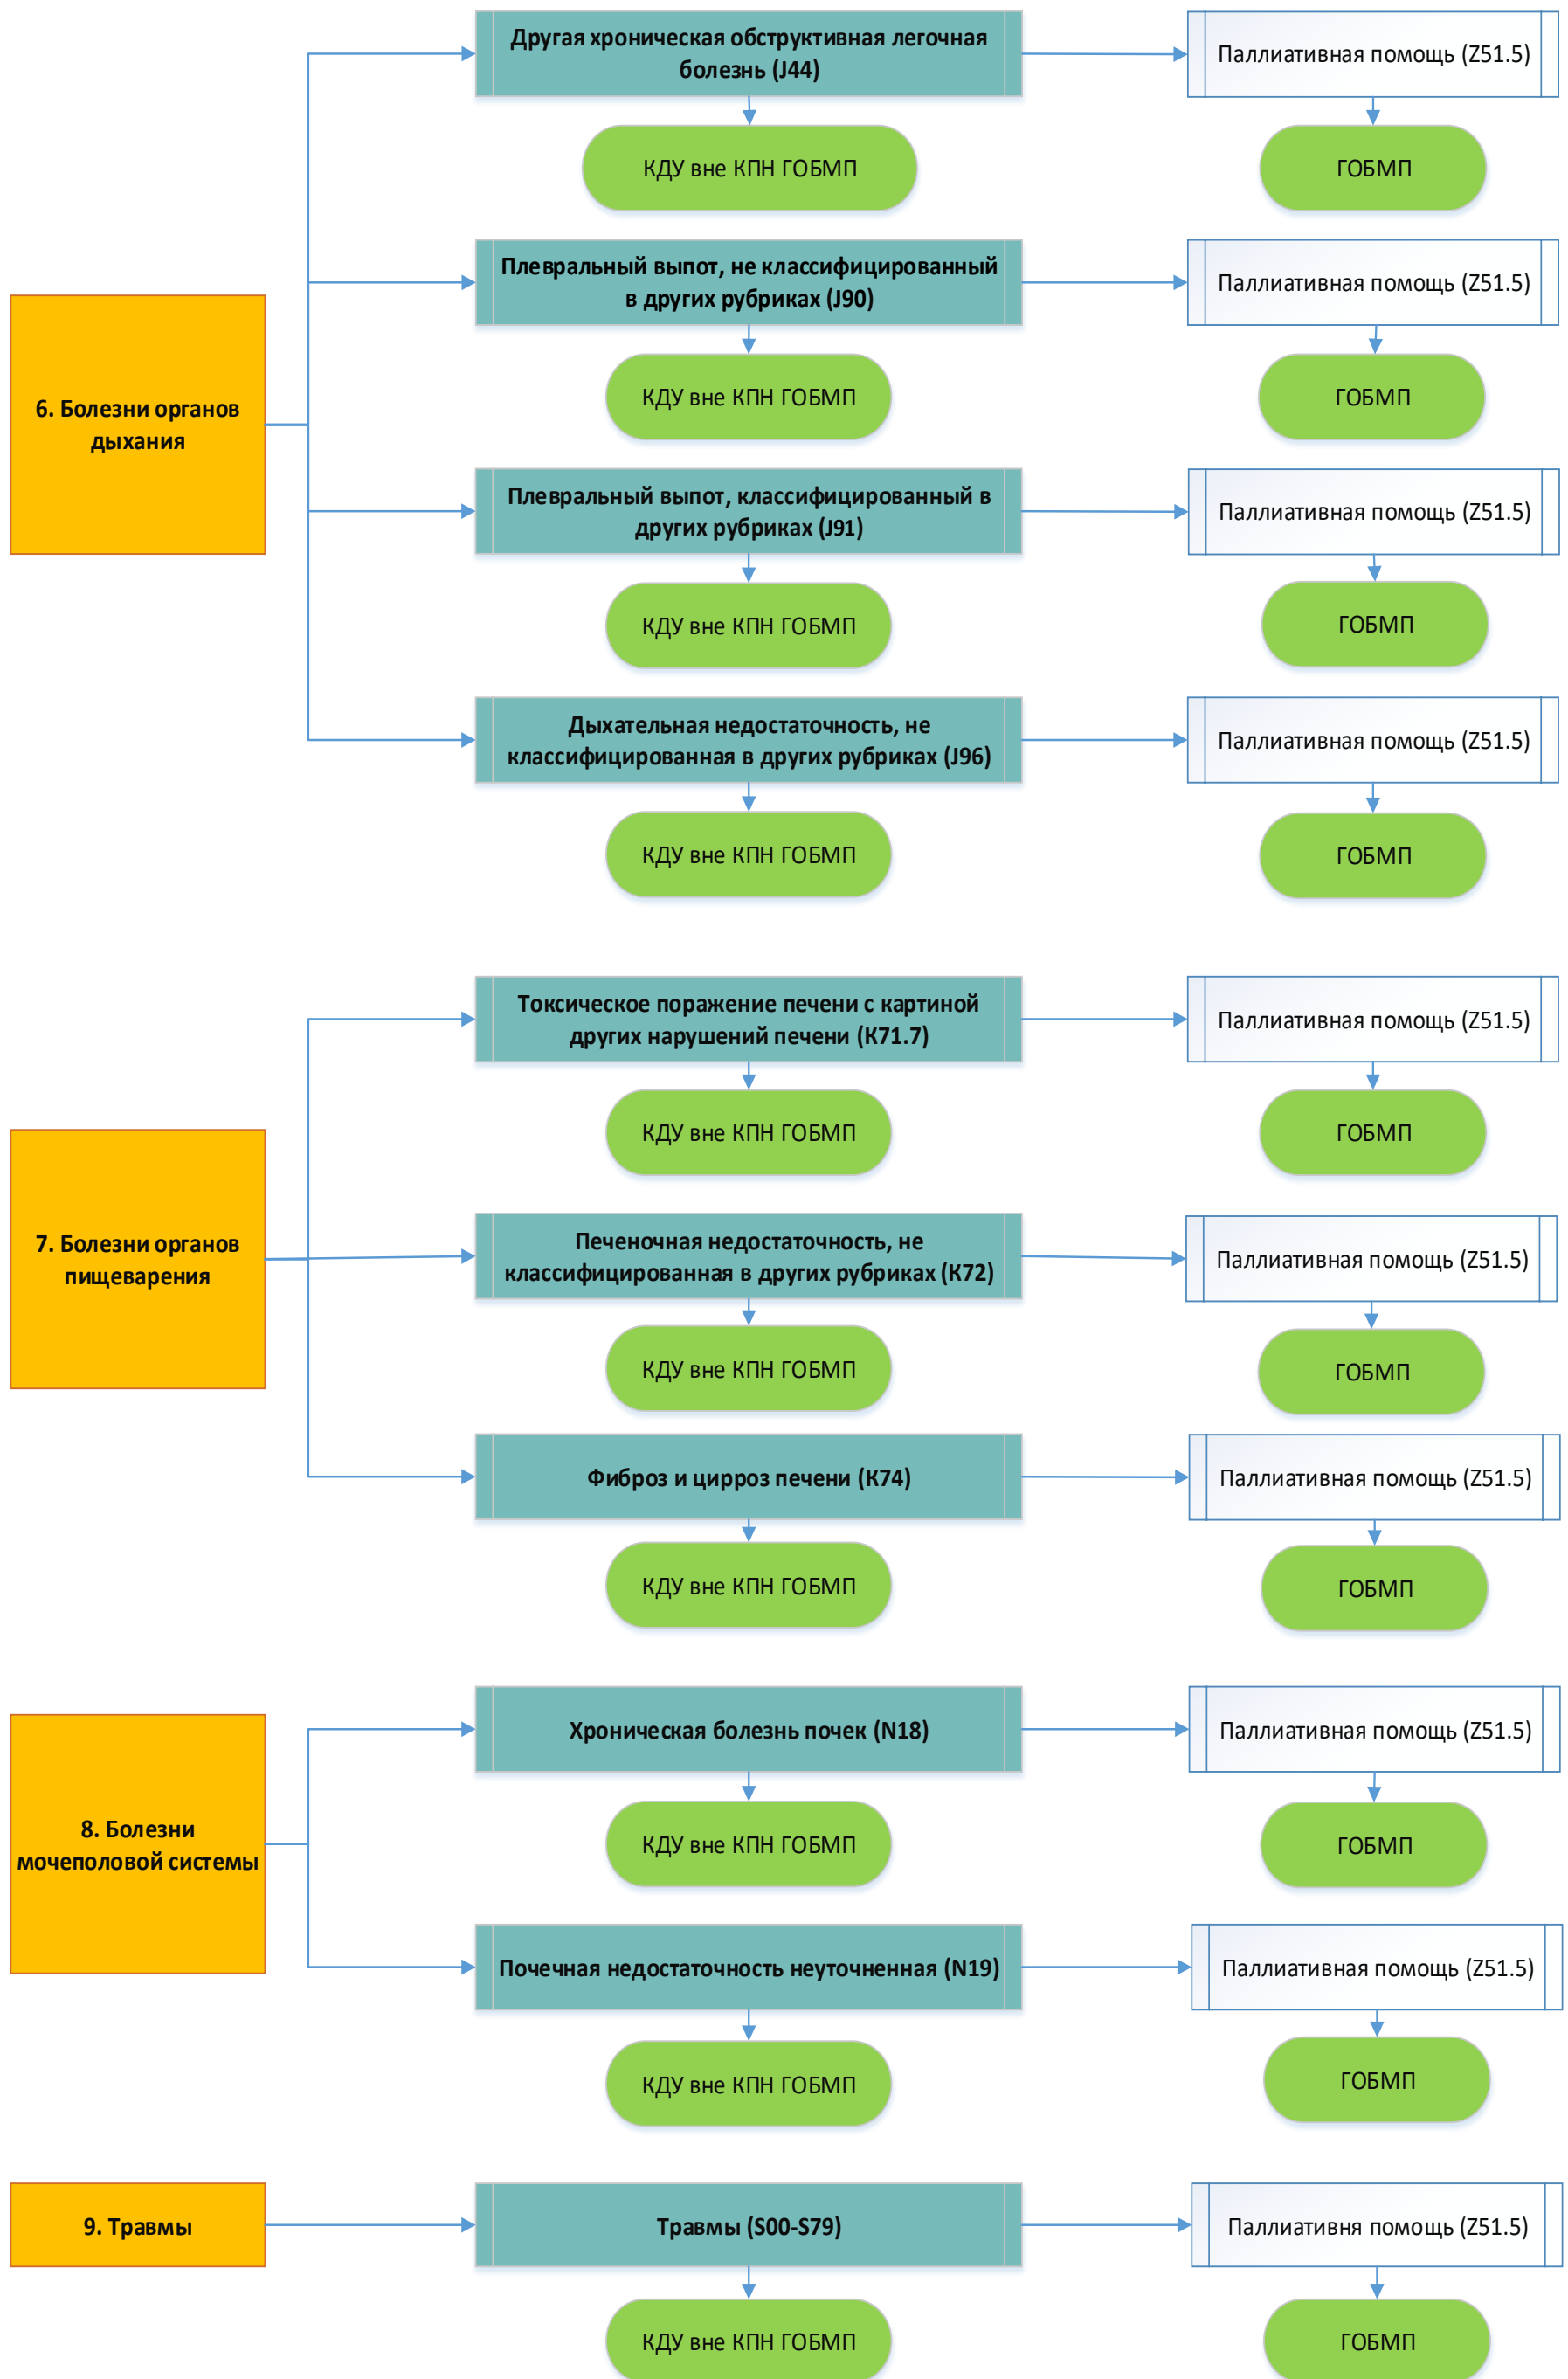 Другая хроническая обструктивная легочная
болезнь (J44)
Паллиативная помощь (Z51.5)
КДУ вне КПН ГОБМП
ГОБМП
Плевральный выпот, не классифицированный
в других рубриках (J90)
Паллиативная помощь (Z51.5)
КДУ вне КПН ГОБМП
ГОБМП
6. Болезни органов
дыхания
Плевральный выпот, классифицированный в
других рубриках (J91)
Паллиативная помощь (Z51.5)
КДУ вне КПН ГОБМП
ГОБМП
Дыхательная недостаточность, не
классифицированная в других рубриках (J96)
Паллиативная помощь (Z51.5)
КДУ вне КПН ГОБМП
ГОБМП
Токсическое поражение печени с картиной
других нарушений печени (K71.7)
Паллиативная помощь (Z51.5)
КДУ вне КПН ГОБМП
ГОБМП
7. Болезни органов
пищеварения
Печеночная недостаточность, не
классифицированная в других рубриках (K72)
Паллиативная помощь (Z51.5)
КДУ вне КПН ГОБМП
ГОБМП
Фиброз и цирроз печени (K74)
Паллиативная помощь (Z51.5)
КДУ вне КПН ГОБМП
ГОБМП
8. Болезни
мочеполовой системы
Хроническая болезнь почек (N18)
Паллиативная помощь (Z51.5)
КДУ вне КПН ГОБМП
ГОБМП
Почечная недостаточность неуточненная (N19)
Паллиативная помощь (Z51.5)
КДУ вне КПН ГОБМП
ГОБМП
9. Травмы
Травмы (S00-S79)
Паллиативня помощь (Z51.5)
КДУ вне КПН ГОБМП
ГОБМП